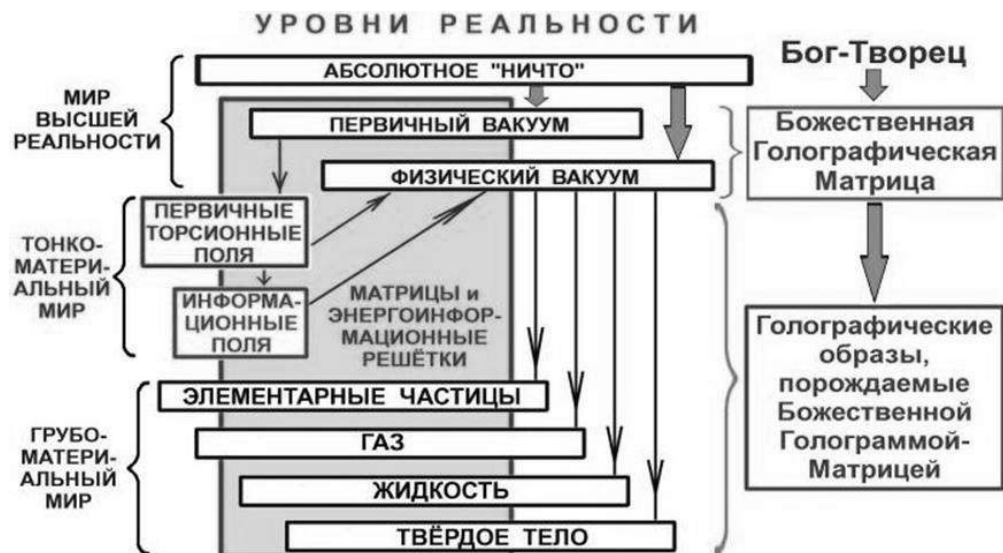 УРОВНИ РЕАЛЬНОСТИ
АБСОЛЮТНОЕ "НИЧТО"
МИР
ВЫСШЕЙ
РЕАЛЬНОСТИ
ПЕРВИЧНЫЙ ВАКУУМ
ФИЗИЧЕСКИЙ ВАКУУМ
ТОНКО-
МАТЕРИ-
АЛЬНЫЙ
МИР
ПЕРВИЧНЫЕ
ТОРСИОННЫЕ
ПОЛЯ
ИНФОРМА-
ЦИОННЫЕ
ПОЛЯ
МАТРИЦЫ и
ЭНЕРГОИНФОР-
МАЦИОННЫЕ
РЕШЁТКИ
ГРУБО-
МАТЕРИ-
АЛЬНЫЙ
МИР
ЭЛЕМЕНТАРНЫЕ ЧАСТИЦЫ
ГАЗ
ЖИДКОСТЬ
ТВЁРДОЕ ТЕЛО
Бог-Творец
Божественная
Голографическая
Матрица
Голографические
образы,
порождаемые
Божественной
Голограммой-
Матрицей